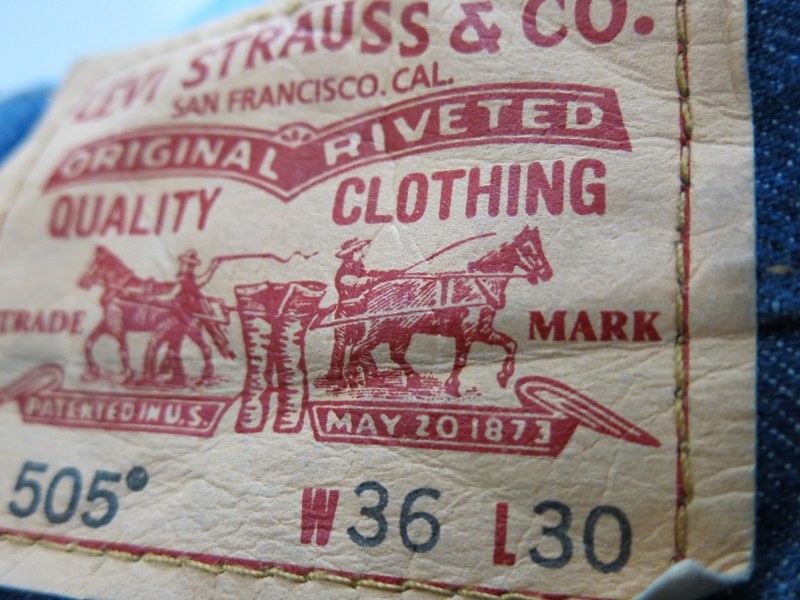 LEVI STRAUSS & CO.
SAN FRANCISCO. CAL.
ORIGINAL RIVETED
QUALITY CLOTHING
TRADE MARK
PATENTED IN U.S. MAY 20 1873
505® W36 L30